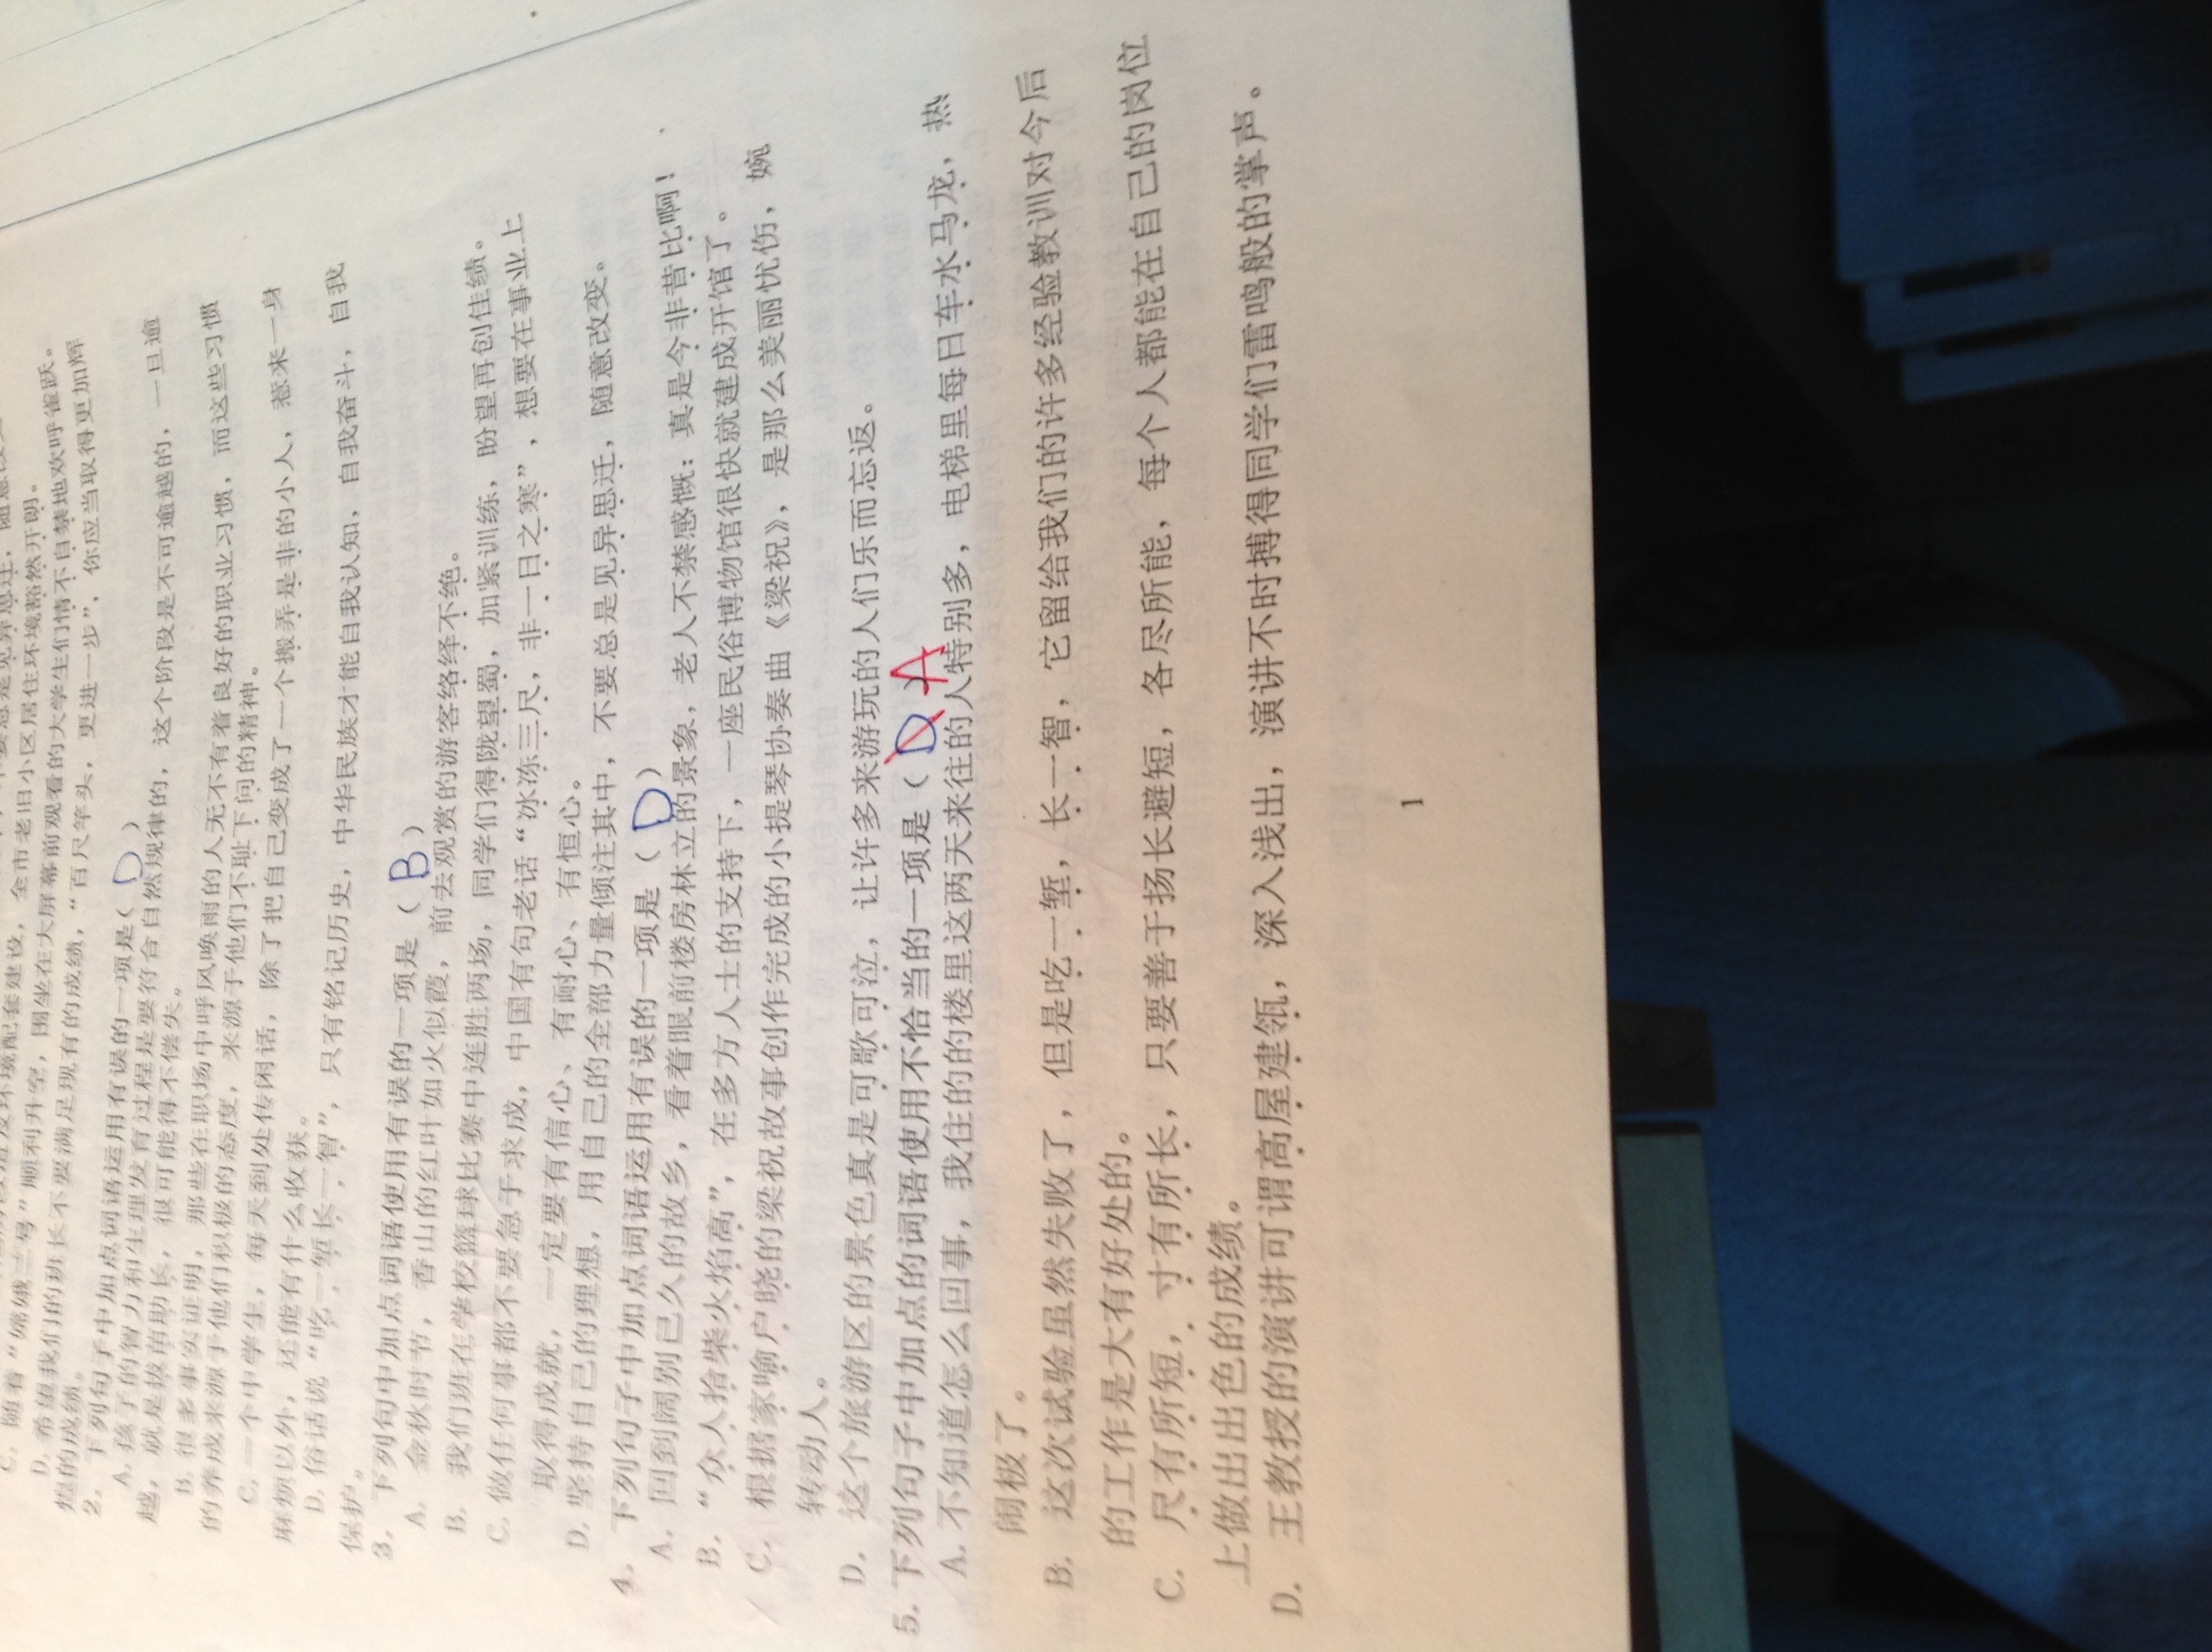 环境配套建设，全市老旧小区居住环境豁然开朗。
C. 随着“嫦娥三号”顺利升空，围坐在大屏幕前观看的大学生们情不自禁地欢呼雀跃。
D. 希望我们的班长不要满足现有的成绩，“百尺竿头，更进一步”，你应当取得更加辉
煌的成绩。
2. 下列句子中加点词语运用有误的一项是（ D ）
A. 孩子的智力和生理发育过程是要符合自然规律的，这个阶段是不可逾越的，一旦逾
越，就是拔苗助长，很可能得不偿失。
B. 很多事实证明，那些在职场中呼风唤雨的人无不有着良好的职业习惯，而这些习惯
的养成来源于他们积极的态度，来源于他们不耻下问的精神。
C. 一个中学生，每天到处传闲话，除了把自己变成了一个搬弄是非的小人，惹来一身
麻烦以外，还能有什么收获。
D. 俗话说“吃一堑长一智”，只有铭记历史，中华民族才能自我认知，自我奋斗，自我
保护。
3. 下列句中加点词语使用有误的一项是（ B ）
A. 金秋时节，香山的红叶如火似霞，前去观赏的游客络绎不绝。
B. 我们班在学校篮球比赛中连胜两场，同学们得陇望蜀，加紧训练，盼望再创佳绩。
C. 做任何事都不要急于求成，中国有句老话“冰冻三尺，非一日之寒”，想要在事业上
取得成就，一定要有信心、有耐心、有恒心。
D. 坚持自己的理想，用自己的全部力量倾注其中，不要总是见异思迁，随意改变。
4. 下列句子中加点词语运用有误的一项是（ D ）
A. 回到阔别已久的故乡，看着眼前楼房林立的景象，老人不禁感慨：真是今非昔比啊！
B. “众人拾柴火焰高”，在多方人士的支持下，一座民俗博物馆很快就建成开馆了。
C. 根据家喻户晓的梁祝故事创作完成的小提琴协奏曲《梁祝》，是那么美丽忧伤，婉
转动人。
D. 这个旅游区的景色真是可歌可泣，让许多来游玩的人们乐而忘返。
5. 下列句子中加点的词语使用不恰当的一项是（ D ）A
A. 不知道怎么回事，我住的的楼里这两天来往的人特别多，电梯里每日车水马龙，热
闹极了。
B. 这次试验虽然失败了，但是吃一堑，长一智，它留给我们的许多经验教训对今后
的工作是大有好处的。
C. 尺有所短，寸有所长，只要善于扬长避短，各尽所能，每个人都能在自己的岗位
上做出出色的成绩。
D. 王教授的演讲可谓高屋建瓴，深入浅出，演讲不时搏得同学们雷鸣般的掌声。
1